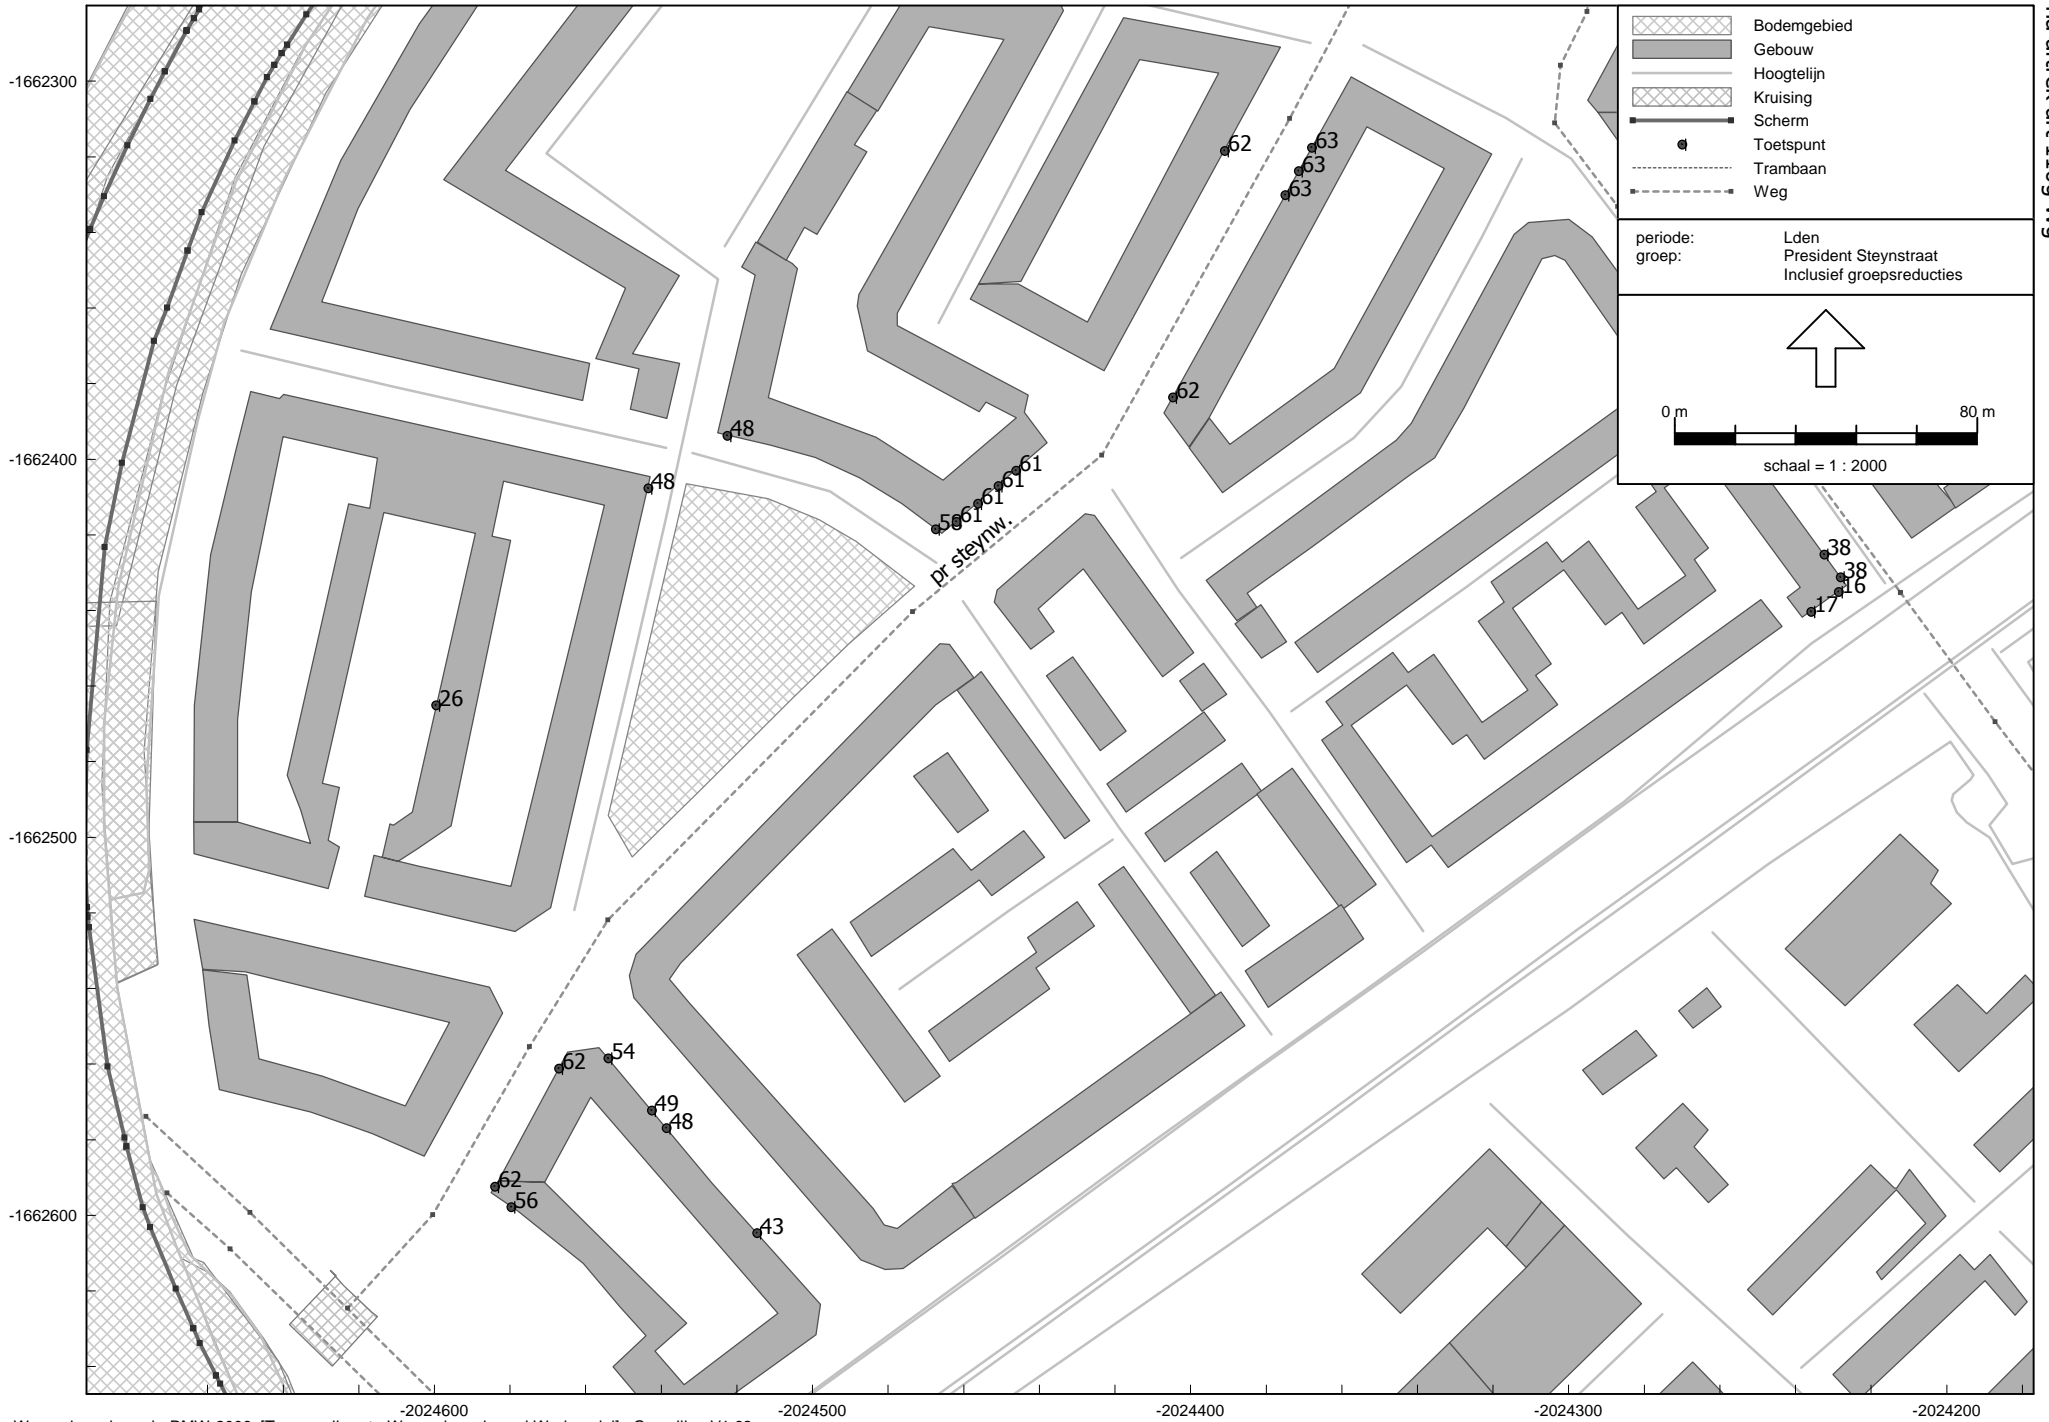 Bodemgebied
Gebouw
Hoogtelijn
Kruising
Scherm
Toetspunt
Trambaan
Weg
periode: Lden
groep: President Steynstraat
Inclusief groepsreducties
0 m 80 m
schaal = 1 : 2000
-1662300
-1662400
-1662500
-1662600
62
63
63
63
62
48
61
61
61
61
48
pr steynw.
38
38
16
17
26
62
54
49
48
62
56
43
-2024600
-2024500
-2024400
-2024300
-2024200